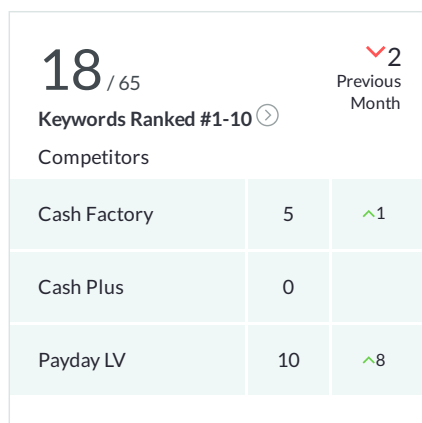 18 / 65
2
Previous
Month
Keywords Ranked #1-10
Competitors
Cash Factory 5 1
Cash Plus 0
Payday LV 10 8